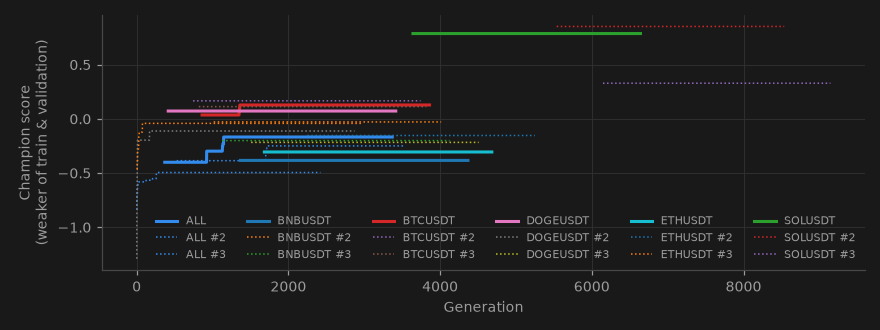 Champion score
(weaker of train & validation)
0.5
0.0
−0.5
−1.0
ALL BNBUSDT BTCUSDT DOGEUSDT ETHUSDT SOLUSDT
ALL #2 BNBUSDT #2 BTCUSDT #2 DOGEUSDT #2 ETHUSDT #2 SOLUSDT #2
ALL #3 BNBUSDT #3 BTCUSDT #3 DOGEUSDT #3 ETHUSDT #3 SOLUSDT #3
0 2000 4000 6000 8000
Generation